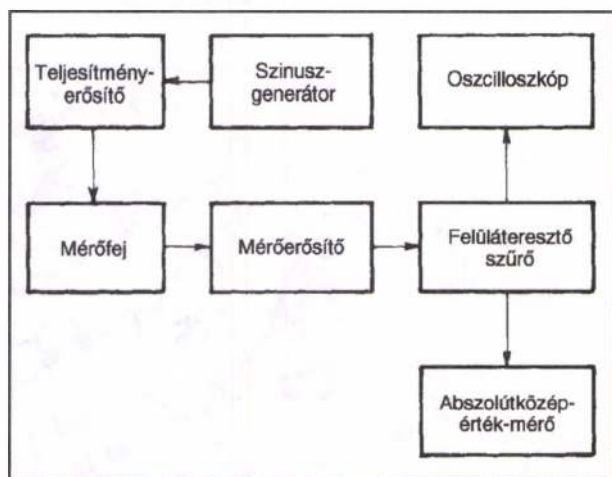 Teljesítmény-
erősítő
Szinusz-
generátor
Oszcilloszkóp
Mérőfej
Mérőerősítő
Felüláteresztő
szűrő
Abszolútközép-
érték-mérő